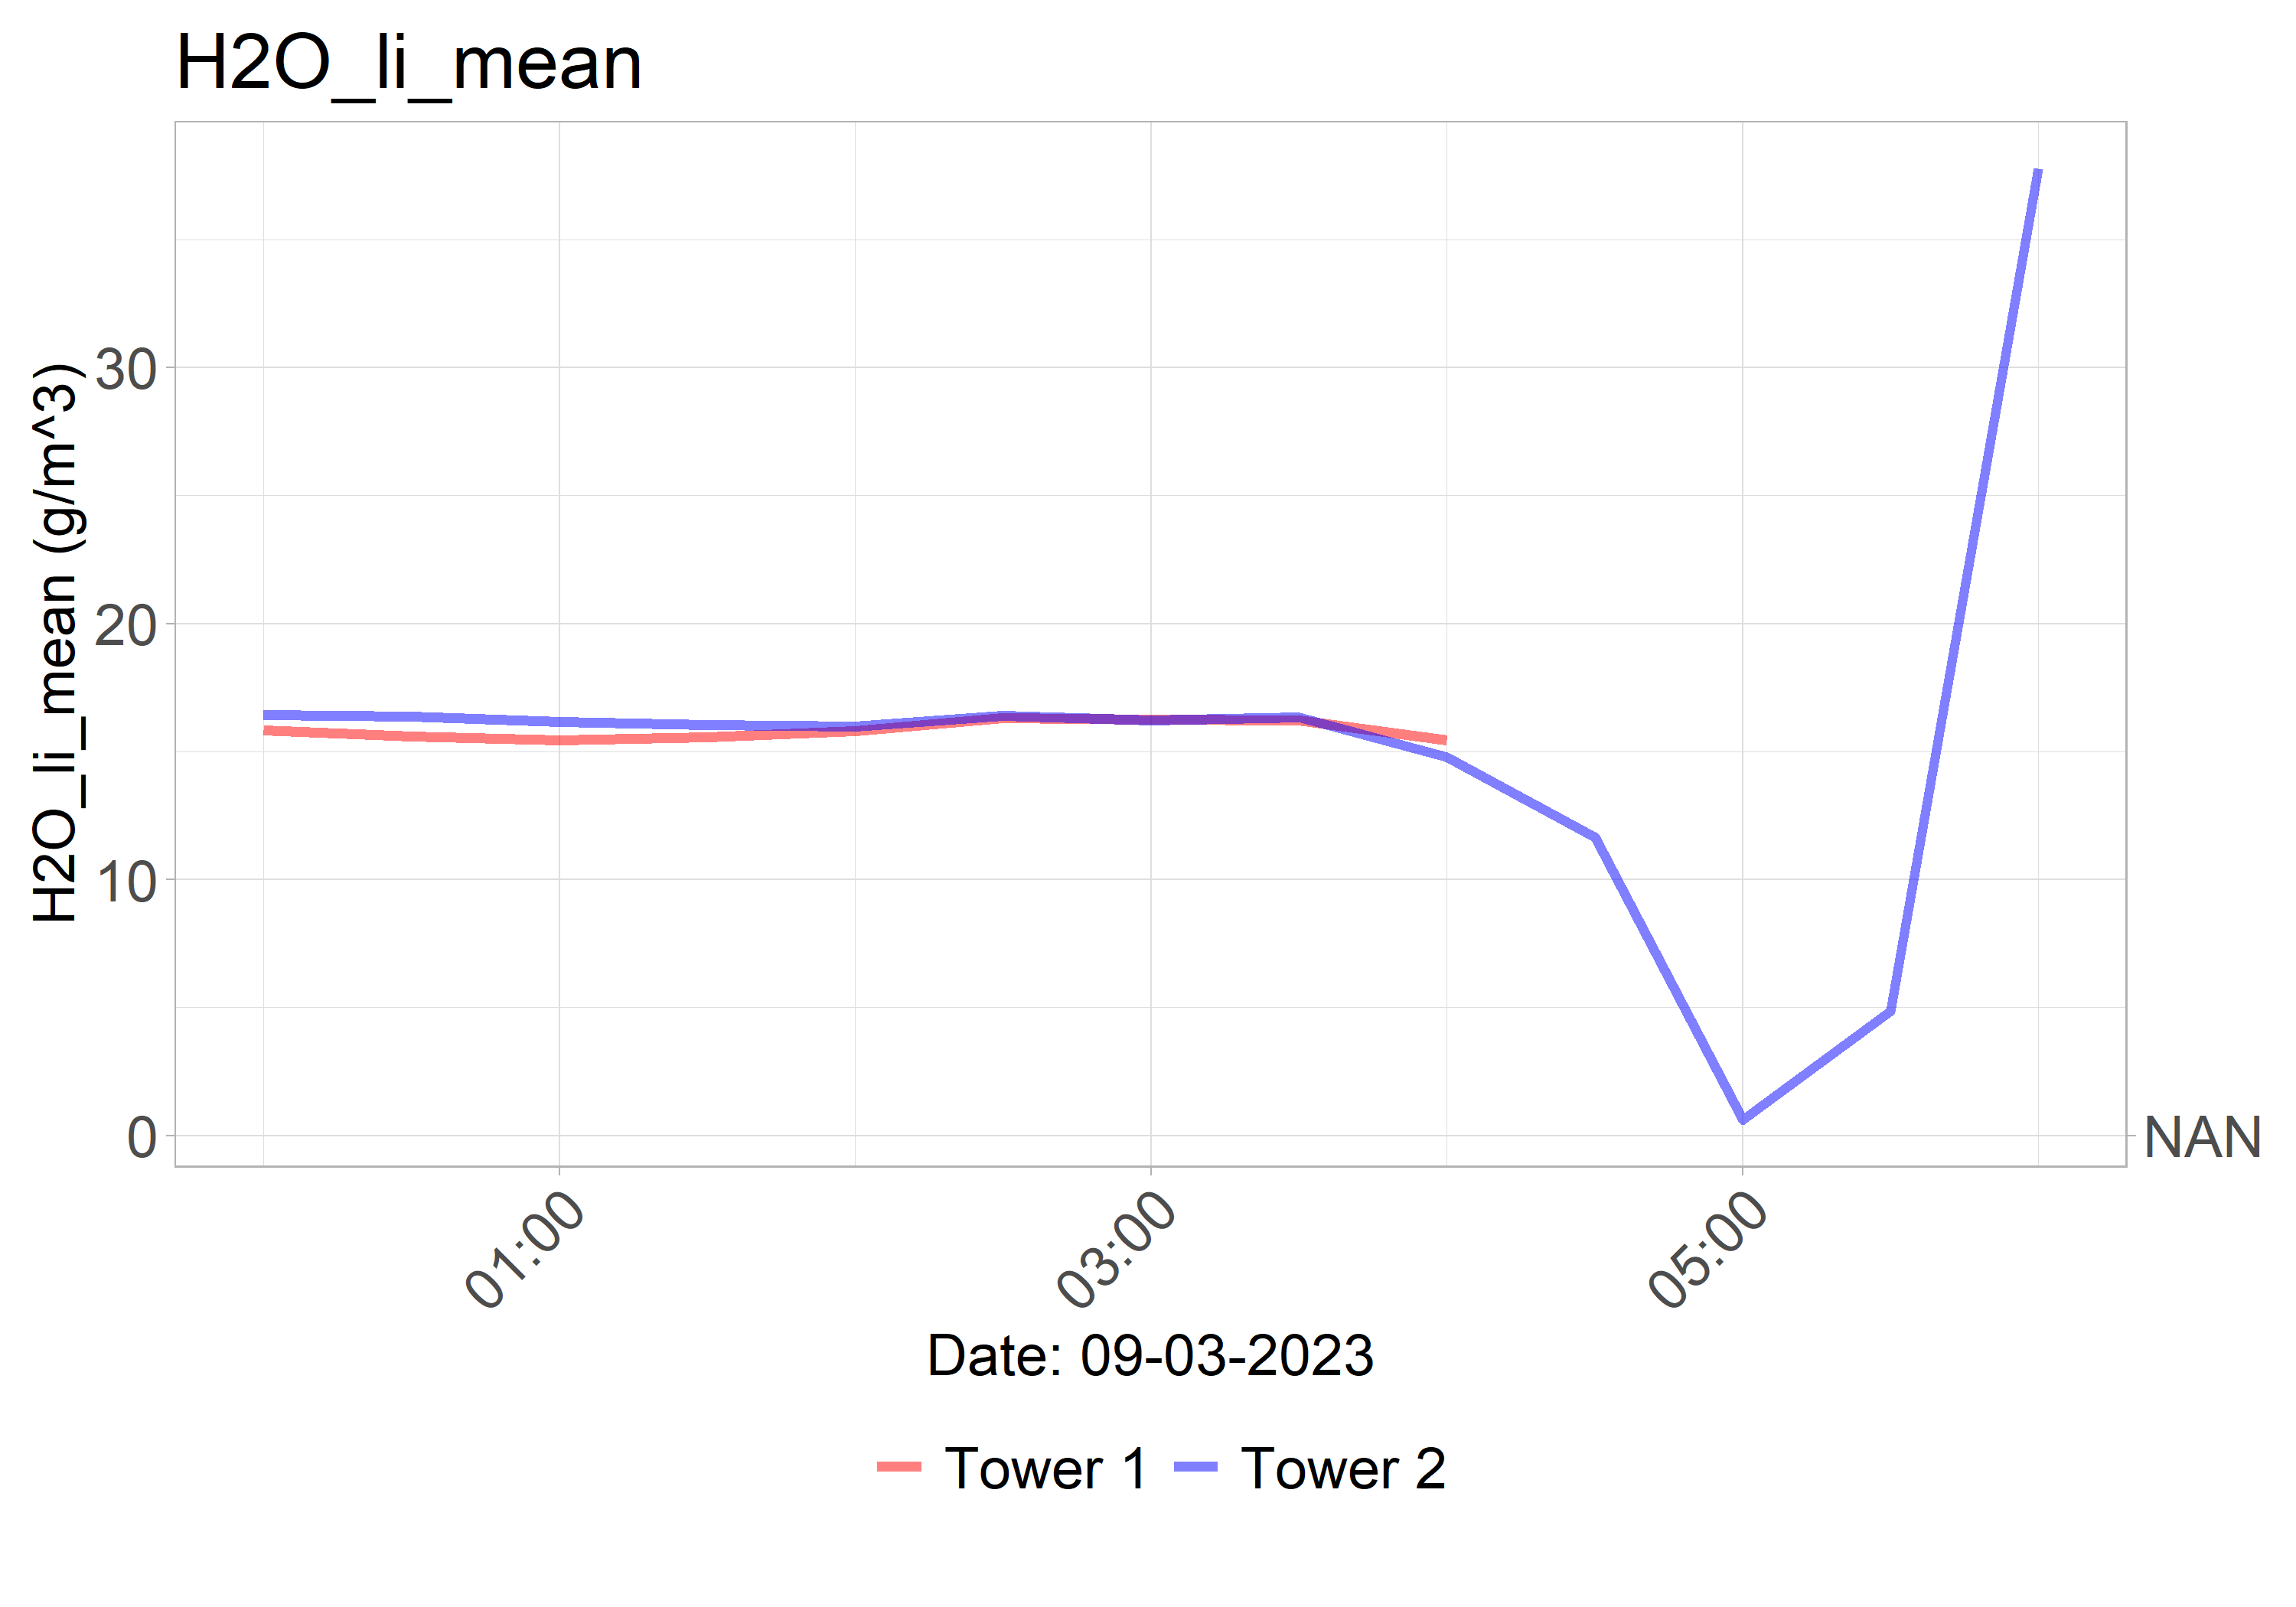 H2O_li_mean
H2O_li_mean (g/m^3)
30
20
10
0
NAN
01:00
03:00
05:00
Date: 09-03-2023
Tower 1
Tower 2